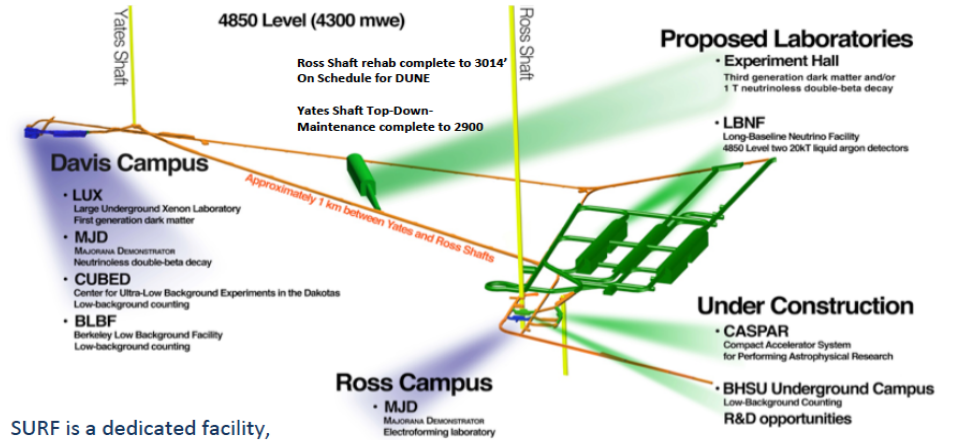 Yates Shaft
4850 Level (4300 mwe)
Ross Shaft
Ross Shaft rehab complete to 3014’
On Schedule for DUNE
Yates Shaft Top-Down-
Maintenance complete to 2900
Proposed Laboratories
• Experiment Hall
Third generation dark matter and/or
1 T neutrinoless double-beta decay
• LBNF
Long-Baseline Neutrino Facility
4850 Level two 20kT liquid argon detectors
Davis Campus
• LUX
Large Underground Xenon Laboratory
First generation dark matter
• MJD
MAJORANA DEMONSTRATOR
Neutrinoless double-beta decay
• CUBED
Center for Ultra-Low Background Experiments in the Dakotas
Low-background counting
• BLBF
Berkeley Low Background Facility
Low-background counting
Approximately 1 km between Yates and Ross Shafts
Under Construction
• CASPAR
Compact Accelerator System
for Performing Astrophysical Research
• BHSU Underground Campus
Low-Background Counting
R&D opportunities
Ross Campus
• MJD
MAJORANA DEMONSTRATOR
Electroforming laboratory
SURF is a dedicated facility,